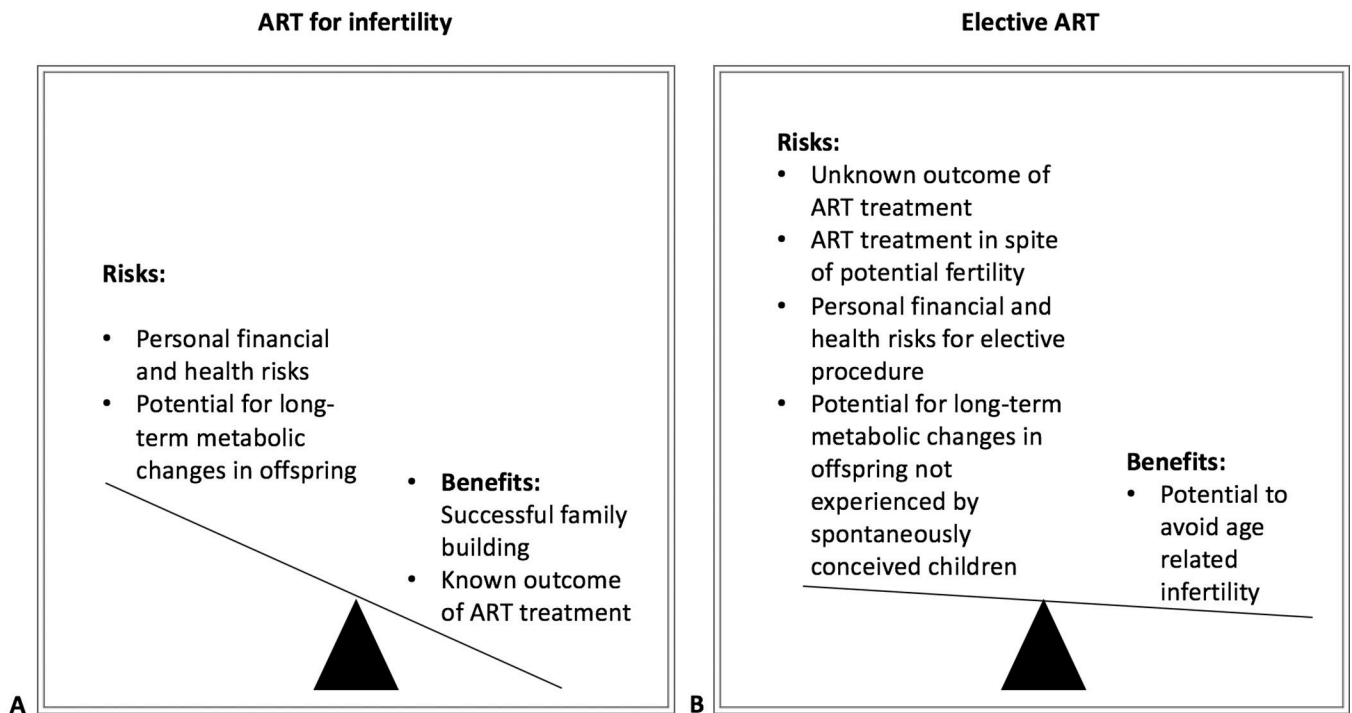 ART for infertility
Risks:
• Personal financial
and health risks
• Potential for long-
term metabolic
changes in offspring
• Benefits:
Successful family
building
• Known outcome
of ART treatment
A
Elective ART
Risks:
• Unknown outcome of
ART treatment
• ART treatment in spite
of potential fertility
• Personal financial and
health risks for elective
procedure
• Potential for long-term
metabolic changes in
offspring not
experienced by
spontaneously
conceived children
Benefits:
• Potential to
avoid age
related
infertility
B